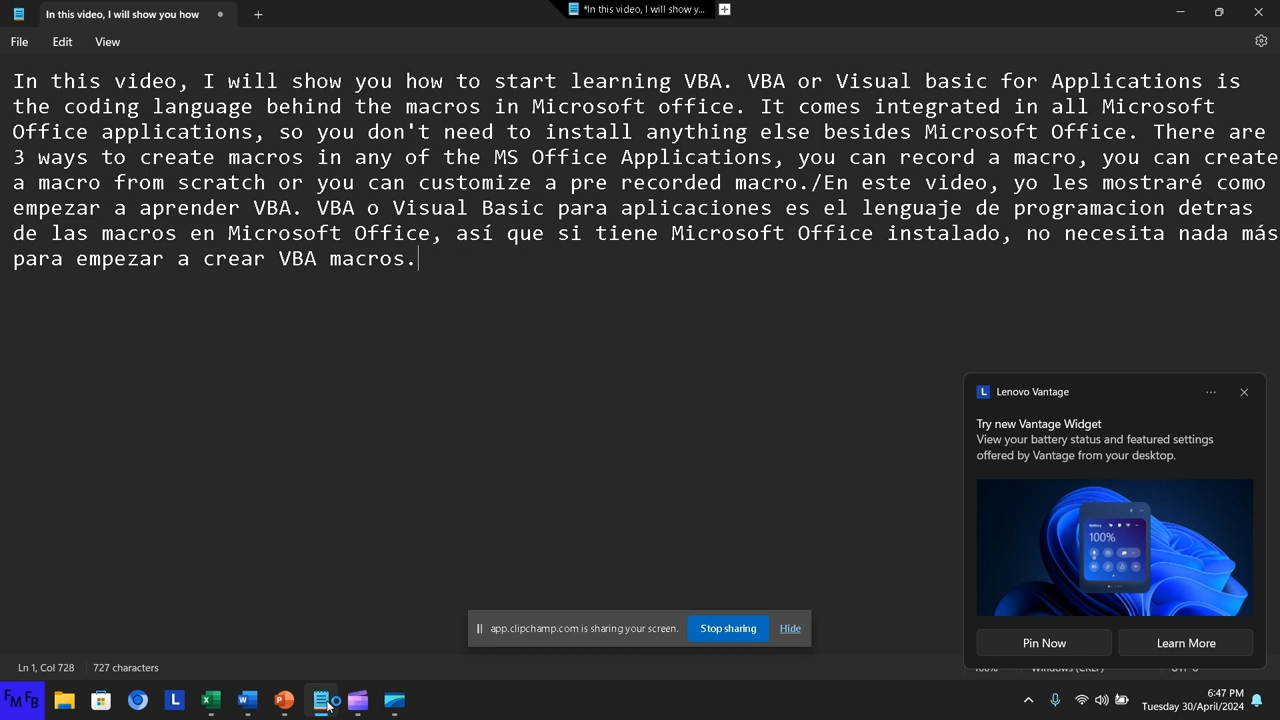 In this video, I will show you how
*In this video, I will show y...
File Edit View
In this video, I will show you how to start learning VBA. VBA or Visual basic for Applications is
the coding language behind the macros in Microsoft office. It comes integrated in all Microsoft
Office applications, so you don't need to install anything else besides Microsoft Office. There are
3 ways to create macros in any of the MS Office Applications, you can record a macro, you can create
a macro from scratch or you can customize a pre recorded macro./En este video, yo les mostraré como
empezar a aprender VBA. VBA o Visual Basic para aplicaciones es el lenguaje de programacion detras
de las macros en Microsoft Office, así que si tiene Microsoft Office instalado, no necesita nada más
para empezar a crear VBA macros.
Lenovo Vantage
Try new Vantage Widget
View your battery status and featured settings
offered by Vantage from your desktop.
100%
Pin Now Learn More
app.clipchamp.com is sharing your screen. Stop sharing Hide
Ln 1, Col 728 727 characters
FM FB
6:47 PM
Tuesday 30/April/2024